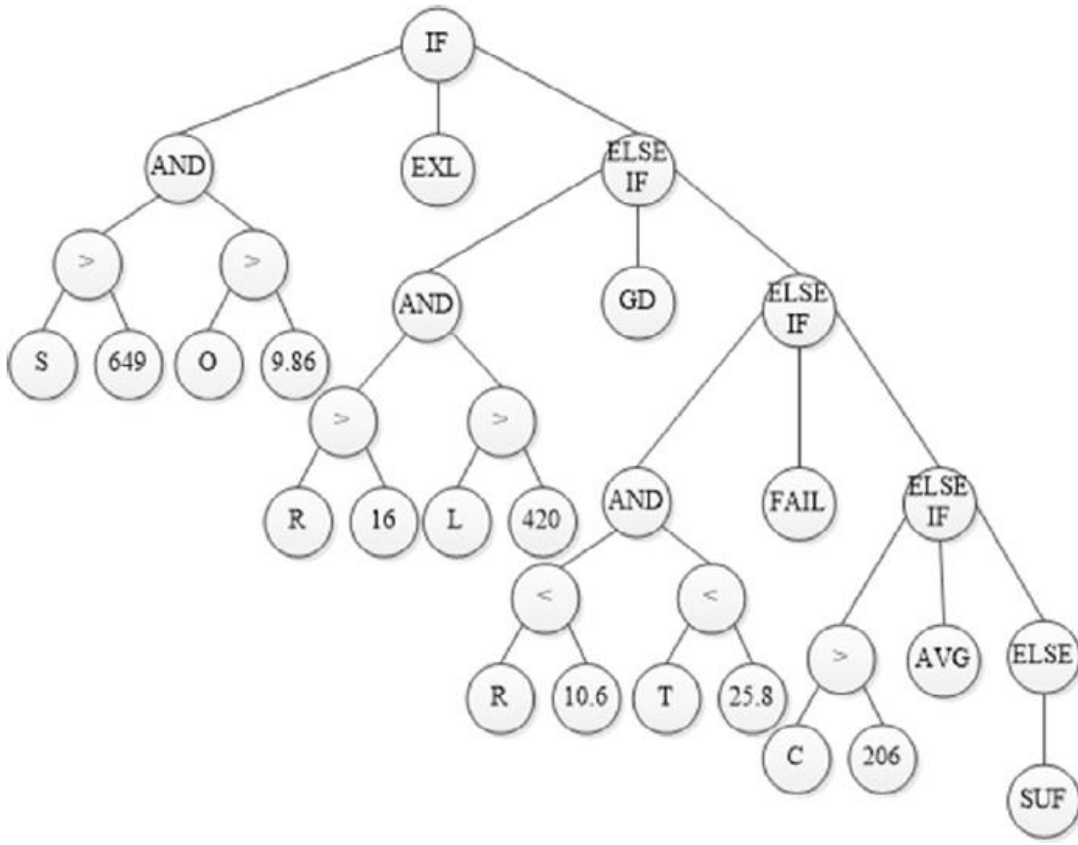 IF
AND
EXL
ELSE
IF
>
>
AND
GD
ELSE
IF
S
649
O
9.86
>
>
R
16
L
420
AND
FAIL
ELSE
IF
<
<
>
AVG
ELSE
R
10.6
T
25.8
C
206
SUF